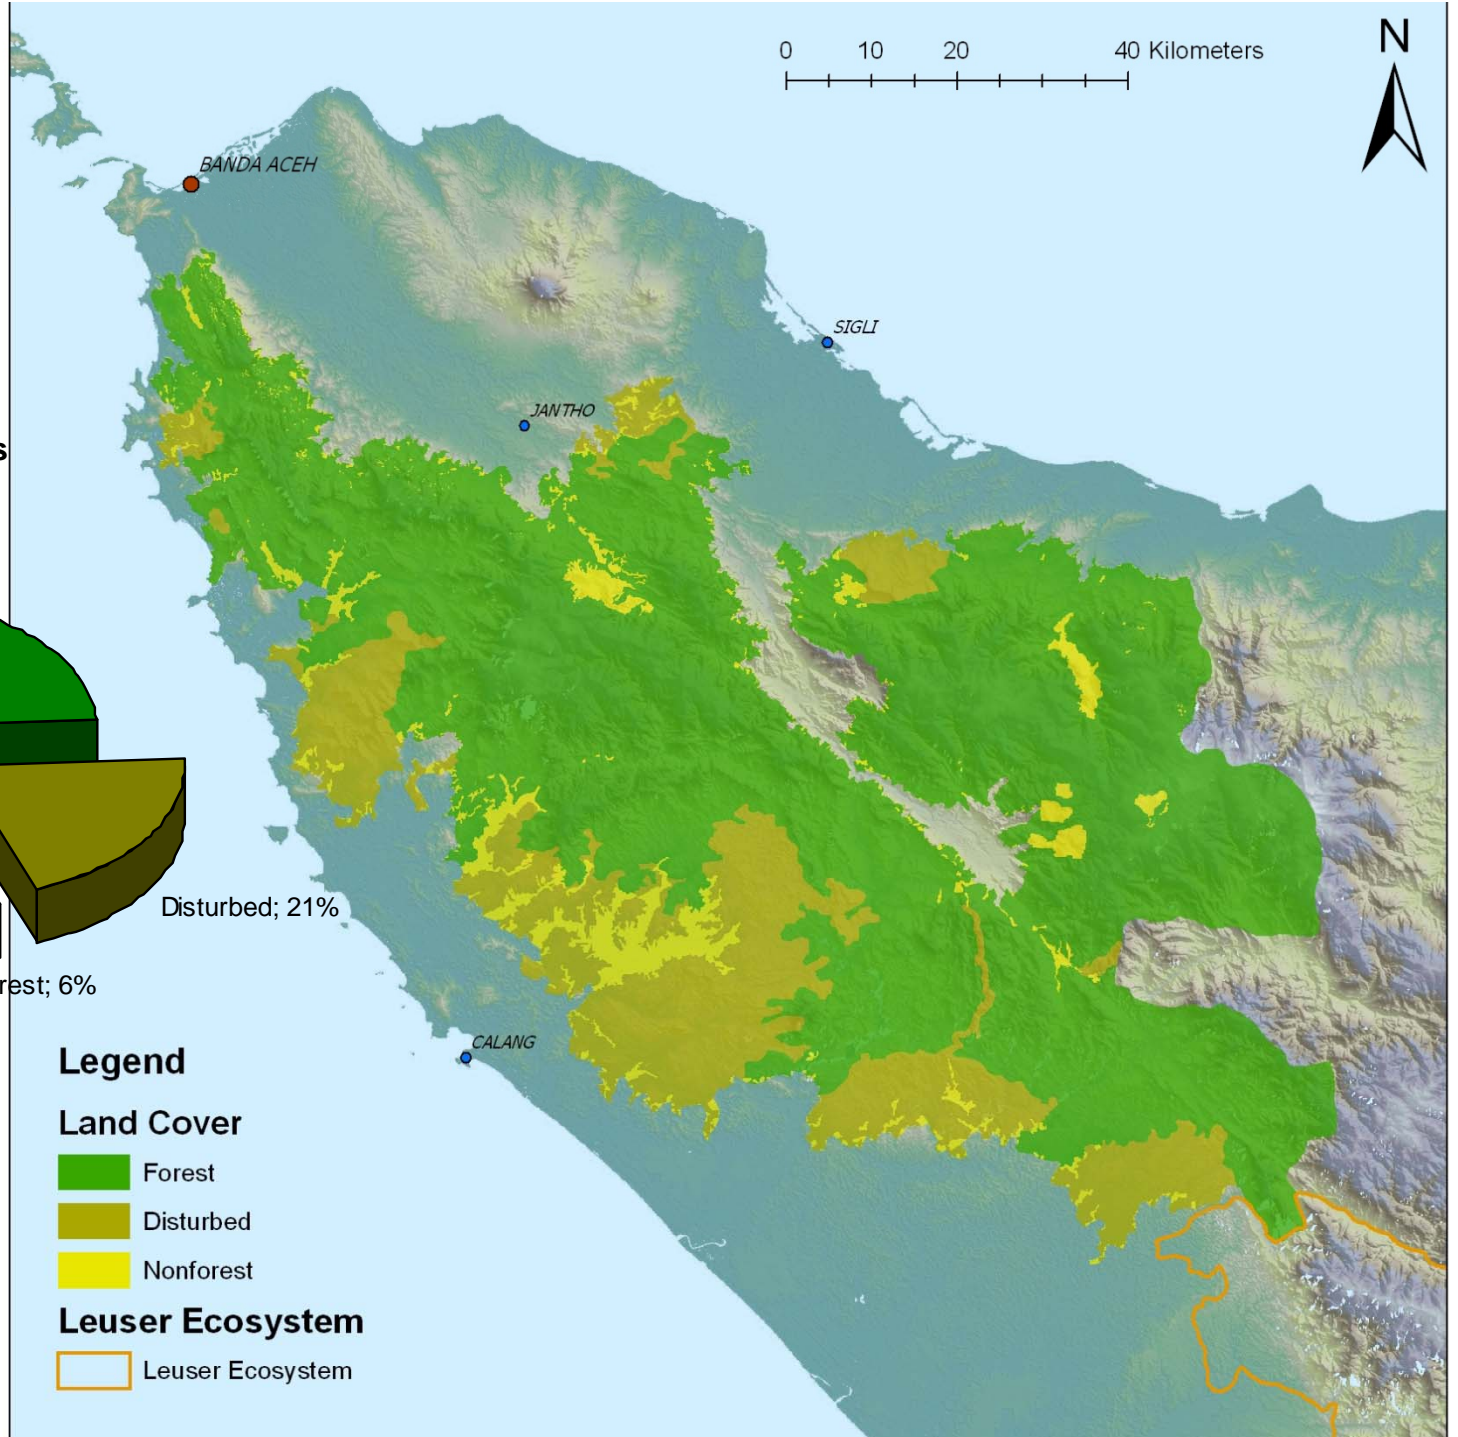 0 10 20 40 Kilometers
N
BANDA ACEH
SIGLI
JANTHO
s
Disturbed; 21%
rest; 6%
CALANG
Legend
Land Cover
Forest
Disturbed
Nonforest
Leuser Ecosystem
Leuser Ecosystem